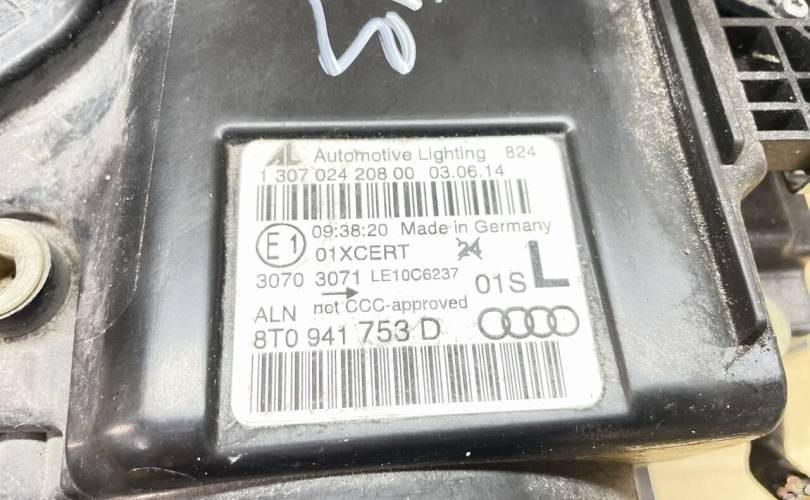 AL Automotive Lighting 824
1 307 024 208 00 03.06.14
E1 09:38:20 Made in Germany
01XCERT 24
3070 3071 LE10C6237 01S L
ALN not CCC-approved
8T0 941 753 D